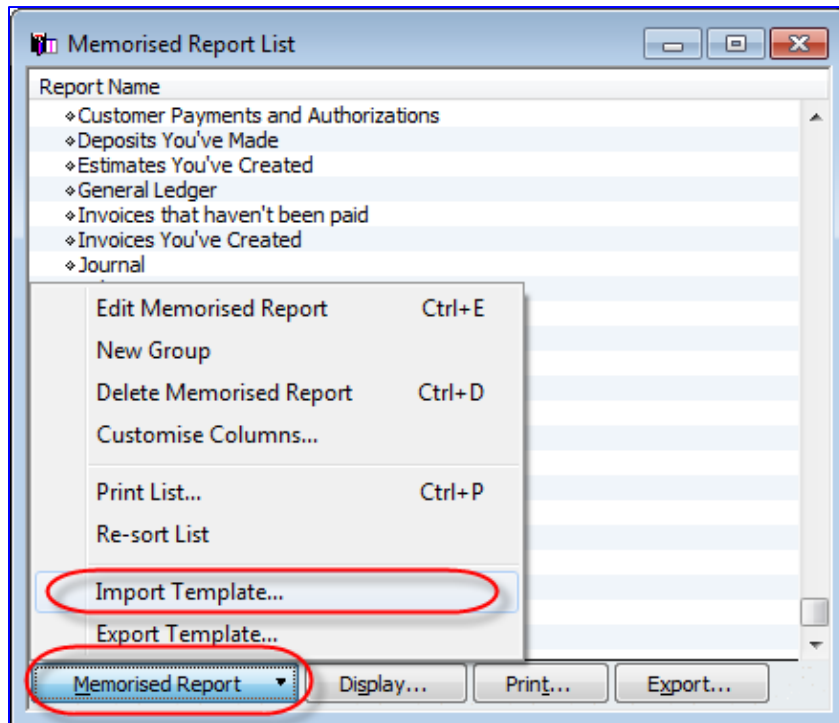 Memorised Report List
Report Name
Customer Payments and Authorizations
Deposits You've Made
Estimates You've Created
General Ledger
Invoices that haven't been paid
Invoices You've Created
Journal
Edit Memorised Report Ctrl+E
New Group
Delete Memorised Report Ctrl+D
Customise Columns...
Print List... Ctrl+P
Re-sort List
Import Template...
Export Template...
Memorised Report Display... Print... Export...